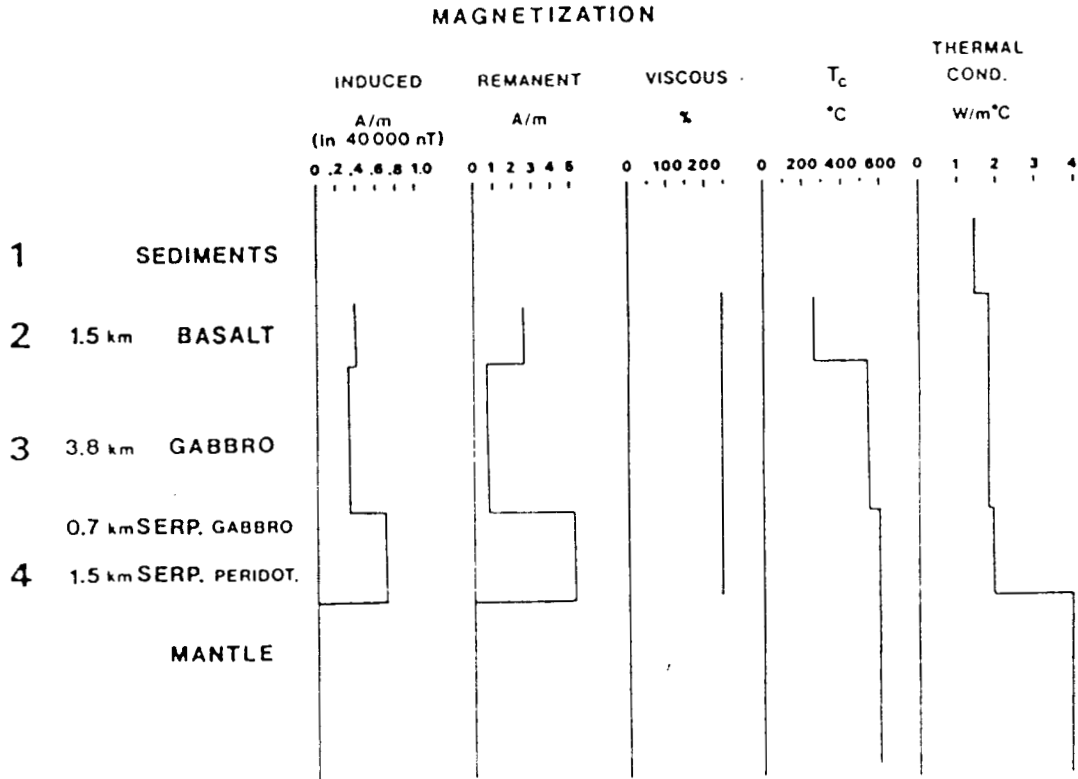 MAGNETIZATION
INDUCED REMANENT VISCOUS Tc THERMAL COND.
A/m A/m % °C W/m°C
(in 40000 nT)
0 .2 .4 .6 .8 1.0 0 1 2 3 4 5 0 100 200 0 200 400 600 0 1 2 3 4
1 SEDIMENTS
2 1.5 km BASALT
3 3.8 km GABBRO
0.7 km SERP. GABBRO
4 1.5 km SERP. PERIDOT.
MANTLE